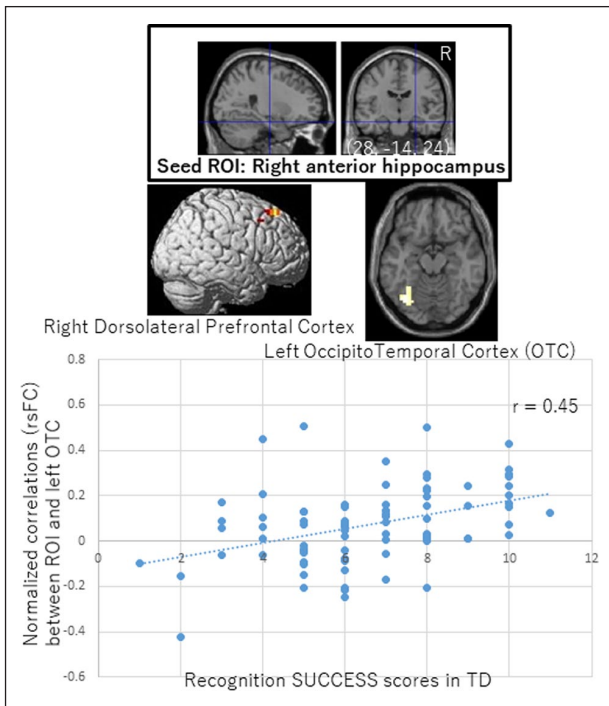 R
(28, -14, 24)
Seed ROI: Right anterior hippocampus
Right Dorsolateral Prefrontal Cortex
Left OccipitoTemporal Cortex (OTC)
Normalized correlations (rsFC)
between ROI and left OTC
0.8
0.6
0.4
0.2
0
-0.2
-0.4
-0.6
r = 0.45
0 2 4 6 8 10 12
Recognition SUCCESS scores in TD